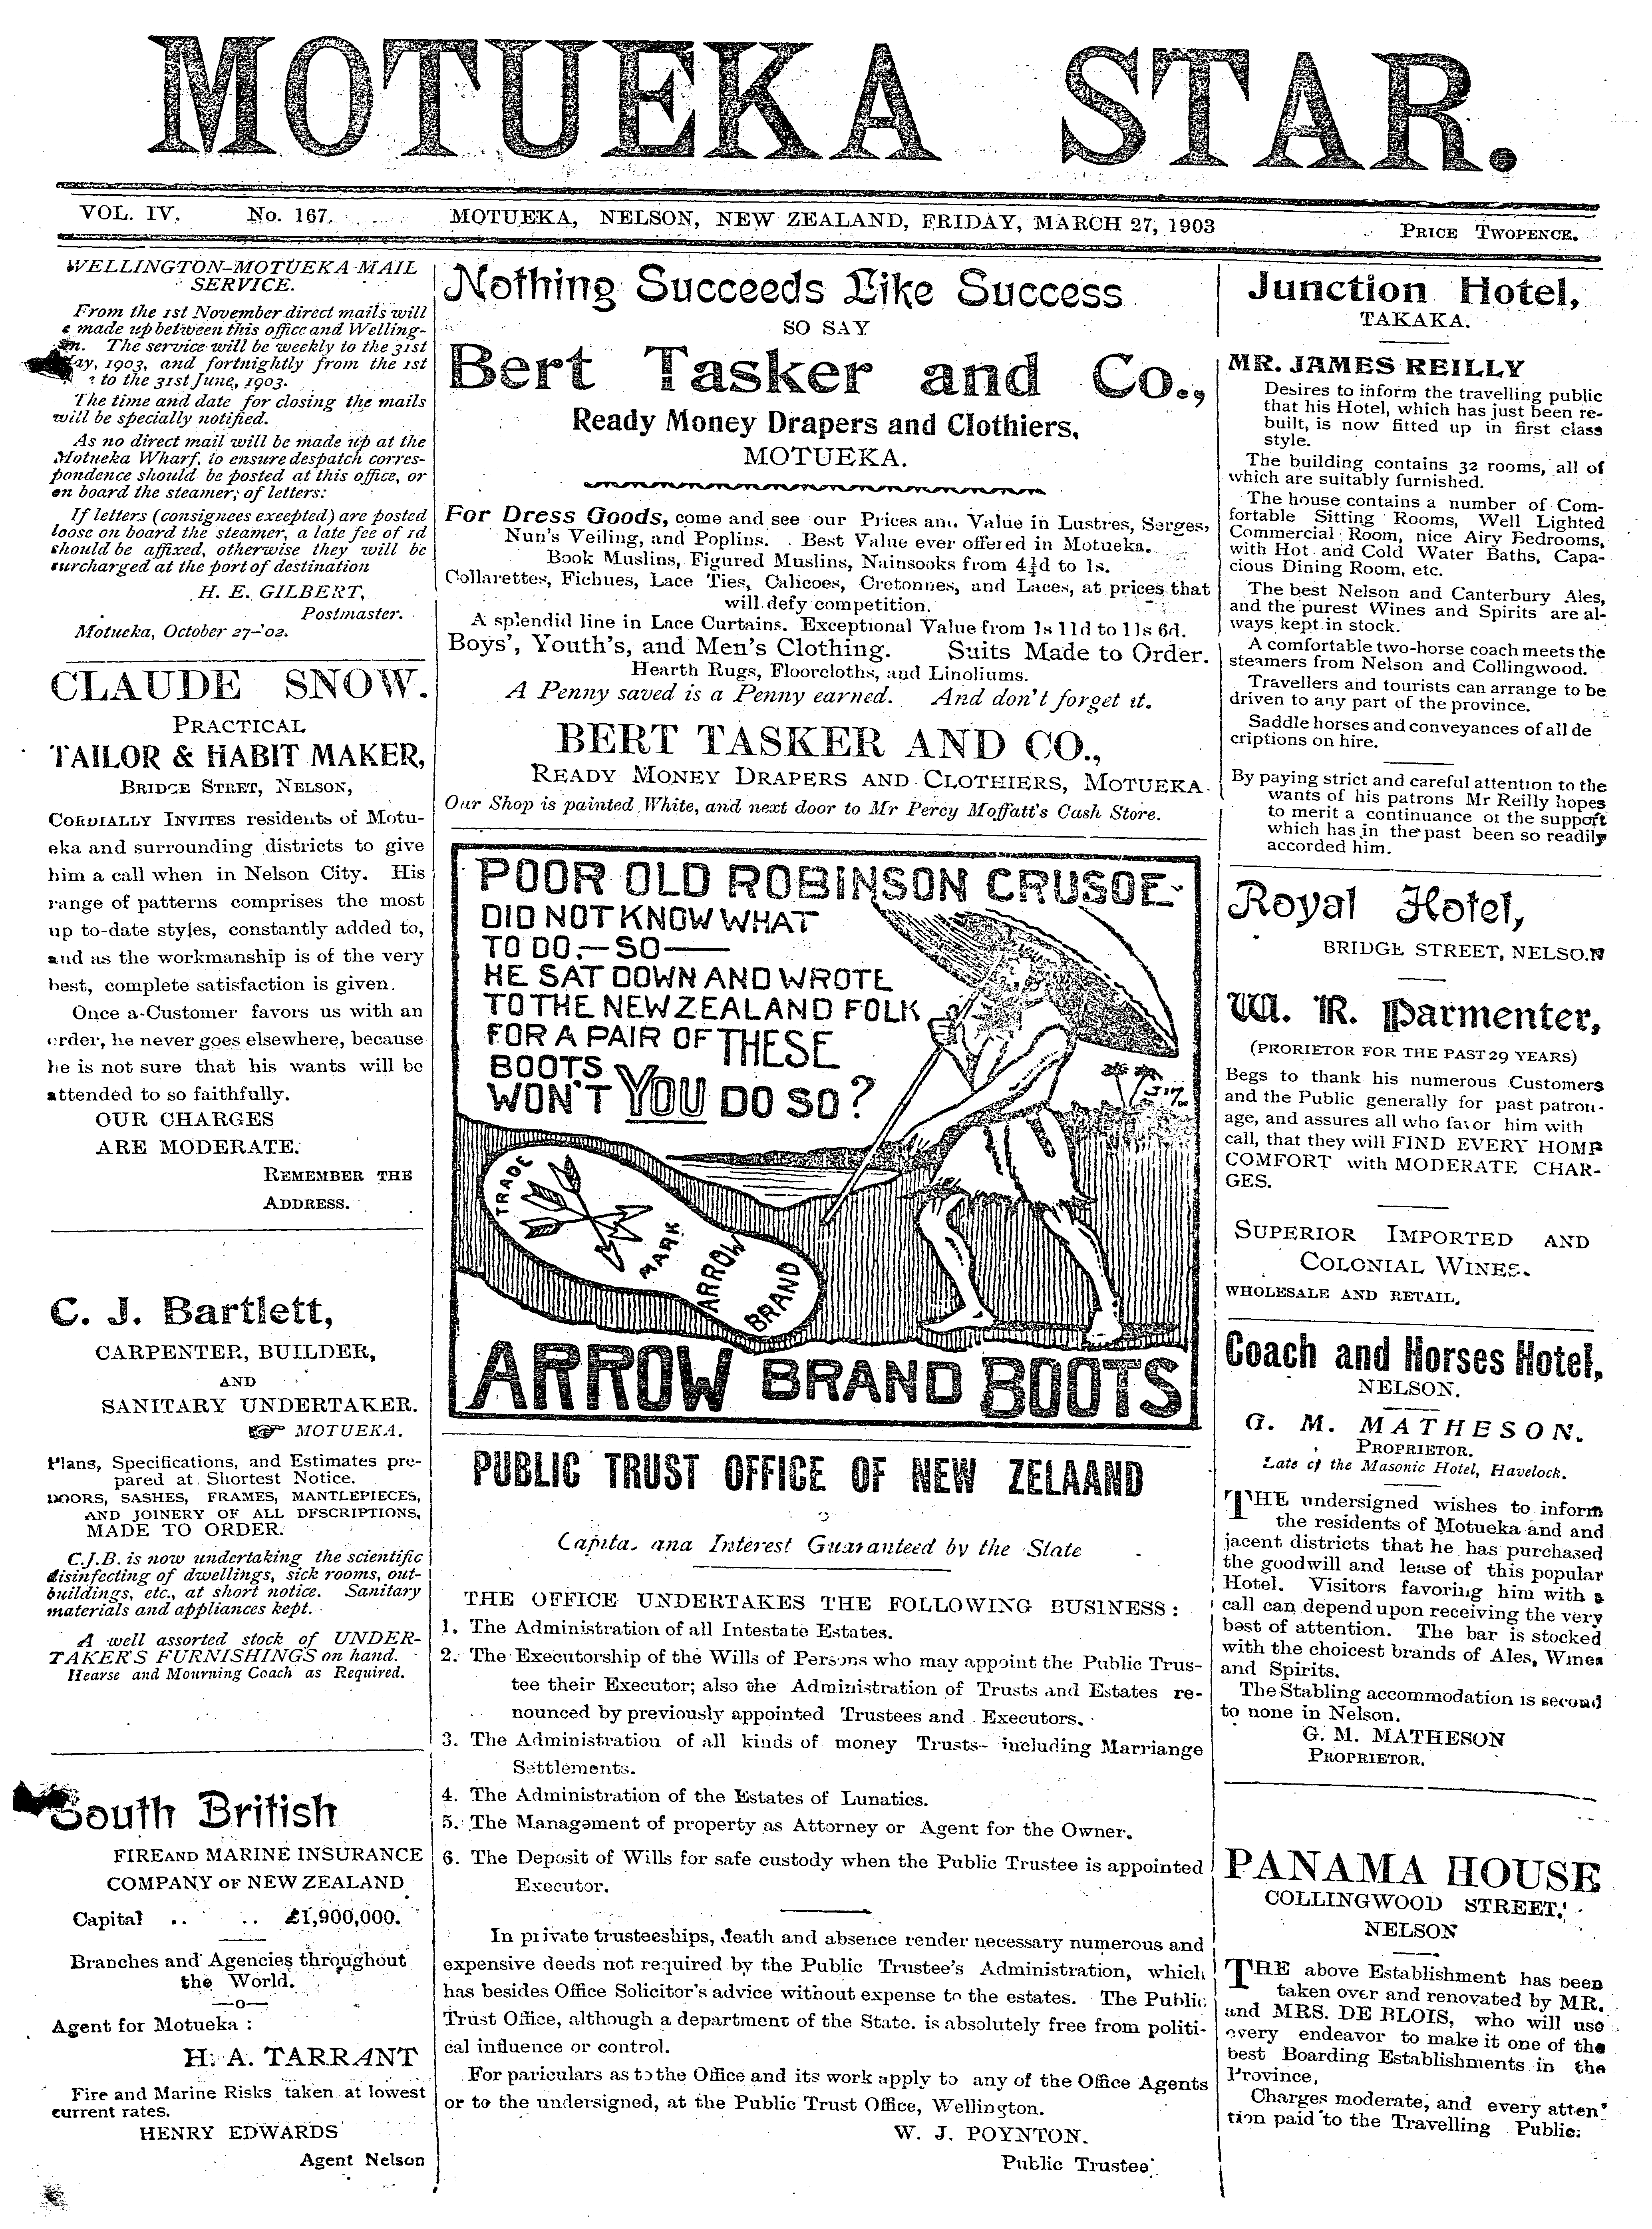 MOTUEKA STAR.
VOL. IV. No. 167. MOTUEKA, NELSON, NEW ZEALAND, FRIDAY, MARCH 27, 1903 PRICE TWOPENCE.
WELLINGTON-MOTUEKA MAIL
SERVICE.
From the 1st November direct mails will
e made up between this office and Welling-
n. The service will be weekly to the 31st
ay, 1903, and fortnightly from the 1st
to the 31st June, 1903.
The time and date for closing the mails
will be specially notified.
As no direct mail will be made up at the
Motueka Wharf, to ensure despatch corres-
pondence should be posted at this office, or
on board the steamer; of letters:
If letters (consignees exeepted) are posted
loose on board the steamer, a late fee of 1d
should be affixed, otherwise they will be
surcharged at the port of destination
H. E. GILBERT,
Postmaster.
Motueka, October 27-'02.
CLAUDE SNOW.
PRACTICAL
TAILOR & HABIT MAKER,
BRIDGE STRET, NELSON,
CORDIALLY INVITES residents of Motu-
eka and surrounding districts to give
him a call when in Nelson City. His
range of patterns comprises the most
up to-date styles, constantly added to,
and as the workmanship is of the very
best, complete satisfaction is given.
Once a-Customer favors us with an
order, he never goes elsewhere, because
he is not sure that his wants will be
attended to so faithfully.
OUR CHARGES
ARE MODERATE.
REMEMBER THE
ADDRESS.
C. J. Bartlett,
CARPENTER, BUILDER,
AND
SANITARY UNDERTAKER.
☞ MOTUEKA.
Plans, Specifications, and Estimates pre-
pared at Shortest Notice.
DOORS, SASHES, FRAMES, MANTLEPIECES,
AND JOINERY OF ALL DFSCRIPTIONS,
MADE TO ORDER.
C.J.B. is now undertaking the scientific
disinfecting of dwellings, sick rooms, out-
buildings, etc., at short notice. Sanitary
materials and appliances kept.
A well assorted stock of UNDER-
TAKER'S FURNISHINGS on hand.
Hearse and Mourning Coach as Required.
South British
FIRE AND MARINE INSURANCE
COMPANY OF NEW ZEALAND
Capital .. .. £1,900,000.
Branches and Agencies throughout
the World.
—o—
Agent for Motueka :
H. A. TARRANT
Fire and Marine Risks taken at lowest
current rates.
HENRY EDWARDS
Agent Nelson
Nothing Succeeds Like Success
SO SAY
Bert Tasker and Co.,
Ready Money Drapers and Clothiers,
MOTUEKA.
For Dress Goods, come and see our Prices and Value in Lustres, Serges,
Nun's Veiling, and Poplins. Best Value ever offered in Motueka.
Book Muslins, Figured Muslins, Nainsooks from 4½d to 1s.
Collarettes, Fichues, Lace Ties, Calicoes, Cretonnes, and Laces, at prices that
will defy competition.
A splendid line in Lace Curtains. Exceptional Value from 1s 11d to 11s 6d.
Boys', Youth's, and Men's Clothing. Suits Made to Order.
Hearth Rugs, Floorcloths, and Linoliums.
A Penny saved is a Penny earned. And don't forget it.
BERT TASKER AND CO.,
READY MONEY DRAPERS AND CLOTHIERS, MOTUEKA.
Our Shop is painted White, and next door to Mr Percy Moffatt's Cash Store.
POOR OLD ROBINSON CRUSOE-
DID NOT KNOW WHAT
TO DO,—SO—
HE SAT DOWN AND WROTE
TO THE NEW ZEALAND FOLK
FOR A PAIR OF THESE
BOOTS
WON'T YOU DO SO?
TRADE
MARK
ARROW
BRAND
ARROW BRAND BOOTS
PUBLIC TRUST OFFICE OF NEW ZELAAND
Capita. and Interest Guaranteed by the State
THE OFFICE UNDERTAKES THE FOLLOWING BUSINESS:
1. The Administration of all Intestate Estates.
2. The Executorship of the Wills of Persons who may appoint the Public Trus-
tee their Executor; also the Administration of Trusts and Estates re-
nounced by previously appointed Trustees and Executors.
3. The Administration of all kinds of money Trusts- including Marriange
Settlements.
4. The Administration of the Estates of Lunatics.
5. The Management of property as Attorney or Agent for the Owner.
6. The Deposit of Wills for safe custody when the Public Trustee is appointed
Executor.
In private trusteeships, death and absence render necessary numerous and
expensive deeds not required by the Public Trustee's Administration, which
has besides Office Solicitor's advice without expense to the estates. The Public
Trust Office, although a department of the State. is absolutely free from politi-
cal influence or control.
For pariculars as to the Office and its work apply to any of the Office Agents
or to the undersigned, at the Public Trust Office, Wellington.
W. J. POYNTON.
Public Trustee
Junction Hotel,
TAKAKA.
MR. JAMES REILLY
Desires to inform the travelling public
that his Hotel, which has just been re-
built, is now fitted up in first class
style.
The building contains 32 rooms, all of
which are suitably furnished.
The house contains a number of Com-
fortable Sitting Rooms, Well Lighted
Commercial Room, nice Airy Bedrooms,
with Hot and Cold Water Baths, Capa-
cious Dining Room, etc.
The best Nelson and Canterbury Ales,
and the purest Wines and Spirits are al-
ways kept in stock.
A comfortable two-horse coach meets the
steamers from Nelson and Collingwood.
Travellers and tourists can arrange to be
driven to any part of the province.
Saddle horses and conveyances of all de
criptions on hire.
By paying strict and careful attention to the
wants of his patrons Mr Reilly hopes
to merit a continuance of the support
which has in the past been so readily
accorded him.
Royal Hotel,
BRIDGE STREET, NELSON
W. R. Parmenter,
(PRORIETOR FOR THE PAST 29 YEARS)
Begs to thank his numerous Customers
and the Public generally for past patron-
age, and assures all who favor him with
call, that they will FIND EVERY HOME
COMFORT with MODERATE CHAR-
GES.
SUPERIOR IMPORTED AND
COLONIAL WINES.
WHOLESALE AND RETAIL,
Coach and Horses Hotel,
NELSON.
G. M. MATHESON.
PROPRIETOR.
Late of the Masonic Hotel, Havelock.
THE undersigned wishes to inform
the residents of Motueka and and
jacent districts that he has purchased
the goodwill and lease of this popular
Hotel. Visitors favoring him with a
call can depend upon receiving the very
best of attention. The bar is stocked
with the choicest brands of Ales, Wines
and Spirits.
The Stabling accommodation is second
to none in Nelson.
G. M. MATHESON
PROPRIETOR.
PANAMA HOUSE
COLLINGWOOD STREET,
NELSON
THE above Establishment has been
taken over and renovated by MR.
and MRS. DE BLOIS, who will use
every endeavor to make it one of the
best Boarding Establishments in the
Province,
Charges moderate, and every atten
tion paid to the Travelling Public: